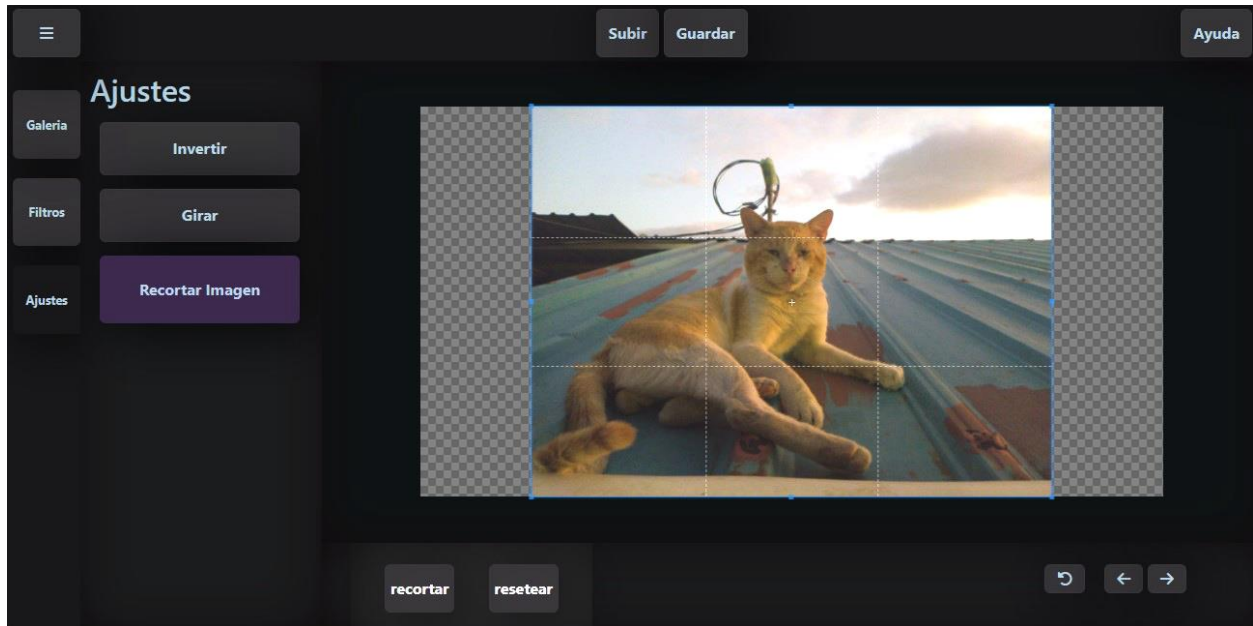 Subir Guardar Ayuda
Ajustes
Galeria
Invertir
Filtros
Girar
Ajustes
Recortar Imagen
recortar resetear